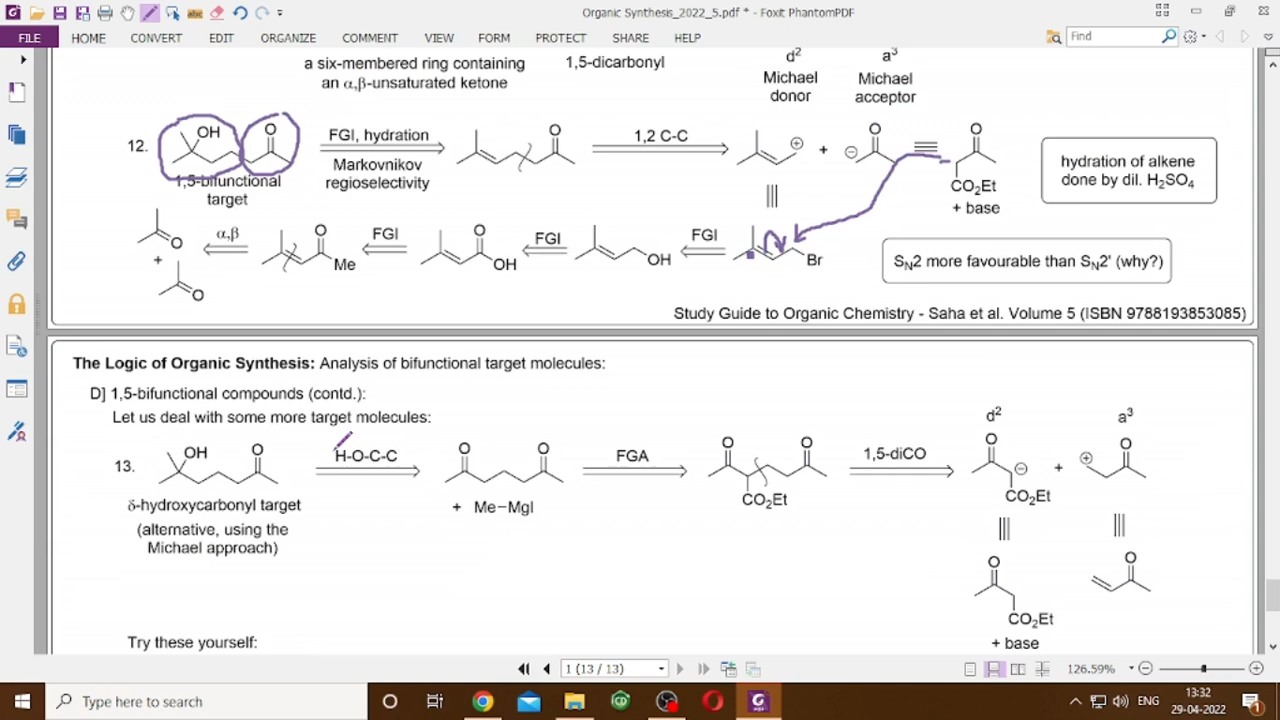 Organic_Synthesis_2022_5.pdf * - Foxit PhantomPDF
FILE HOME CONVERT EDIT ORGANIZE COMMENT VIEW FORM PROTECT SHARE HELP
Find
a six-membered ring containing
an α,β-unsaturated ketone
1,5-dicarbonyl
d²
Michael
donor
a³
Michael
acceptor
12.
OH
O
1,5-bifunctional
target
FGI, hydration
Markovnikov
regioselectivity
O
1,2 C-C
⊕
+
⊖
O
O
CO₂Et
+ base
hydration of alkene
done by dil. H₂SO₄
O
+
O
α,β
O
Me
FGI
O
OH
FGI
OH
FGI
Br
Sɴ2 more favourable than Sɴ2' (why?)
Study Guide to Organic Chemistry - Saha et al. Volume 5 (ISBN 9788193853085)
The Logic of Organic Synthesis: Analysis of bifunctional target molecules:
D] 1,5-bifunctional compounds (contd.):
Let us deal with some more target molecules:
13.
OH
O
δ-hydroxycarbonyl target
(alternative, using the
Michael approach)
H-O-C-C
O
O
+ Me–MgI
FGA
O
O
CO₂Et
1,5-diCO
d²
O
⊖
CO₂Et
+
a³
⊕
O
O
CO₂Et
+ base
O
Try these yourself:
1 (13 / 13)
126.59%
Type here to search
ENG
13:32
29-04-2022